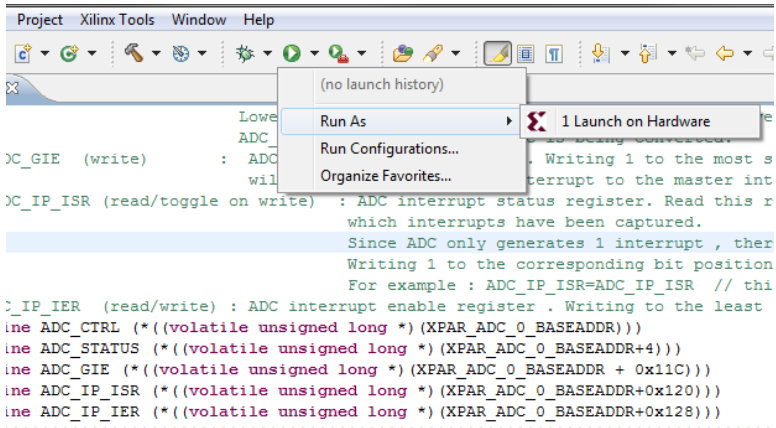 Project Xilinx Tools Window Help
(no launch history)
Run As
1 Launch on Hardware
Run Configurations...
Organize Favorites...
ADC_ is being converted.
DC_GIE (write) : ADC . Writing 1 to the most s
wil terrupt to the master int
DC_IP_ISR (read/toggle on write) : ADC interrupt status register. Read this r
which interrupts have been captured.
Since ADC only generates 1 interrupt , ther
Writing 1 to the corresponding bit position
For example : ADC_IP_ISR=ADC_IP_ISR // thi
C_IP_IER (read/write) : ADC interrupt enable register . Writing to the least
ine ADC_CTRL (*((volatile unsigned long *)(XPAR_ADC_0_BASEADDR)))
ine ADC_STATUS (*((volatile unsigned long *)(XPAR_ADC_0_BASEADDR+4)))
ine ADC_GIE (*((volatile unsigned long *)(XPAR_ADC_0_BASEADDR + 0x11C)))
ine ADC_IP_ISR (*((volatile unsigned long *)(XPAR_ADC_0_BASEADDR+0x120)))
ine ADC_IP_IER (*((volatile unsigned long *)(XPAR_ADC_0_BASEADDR+0x128)))